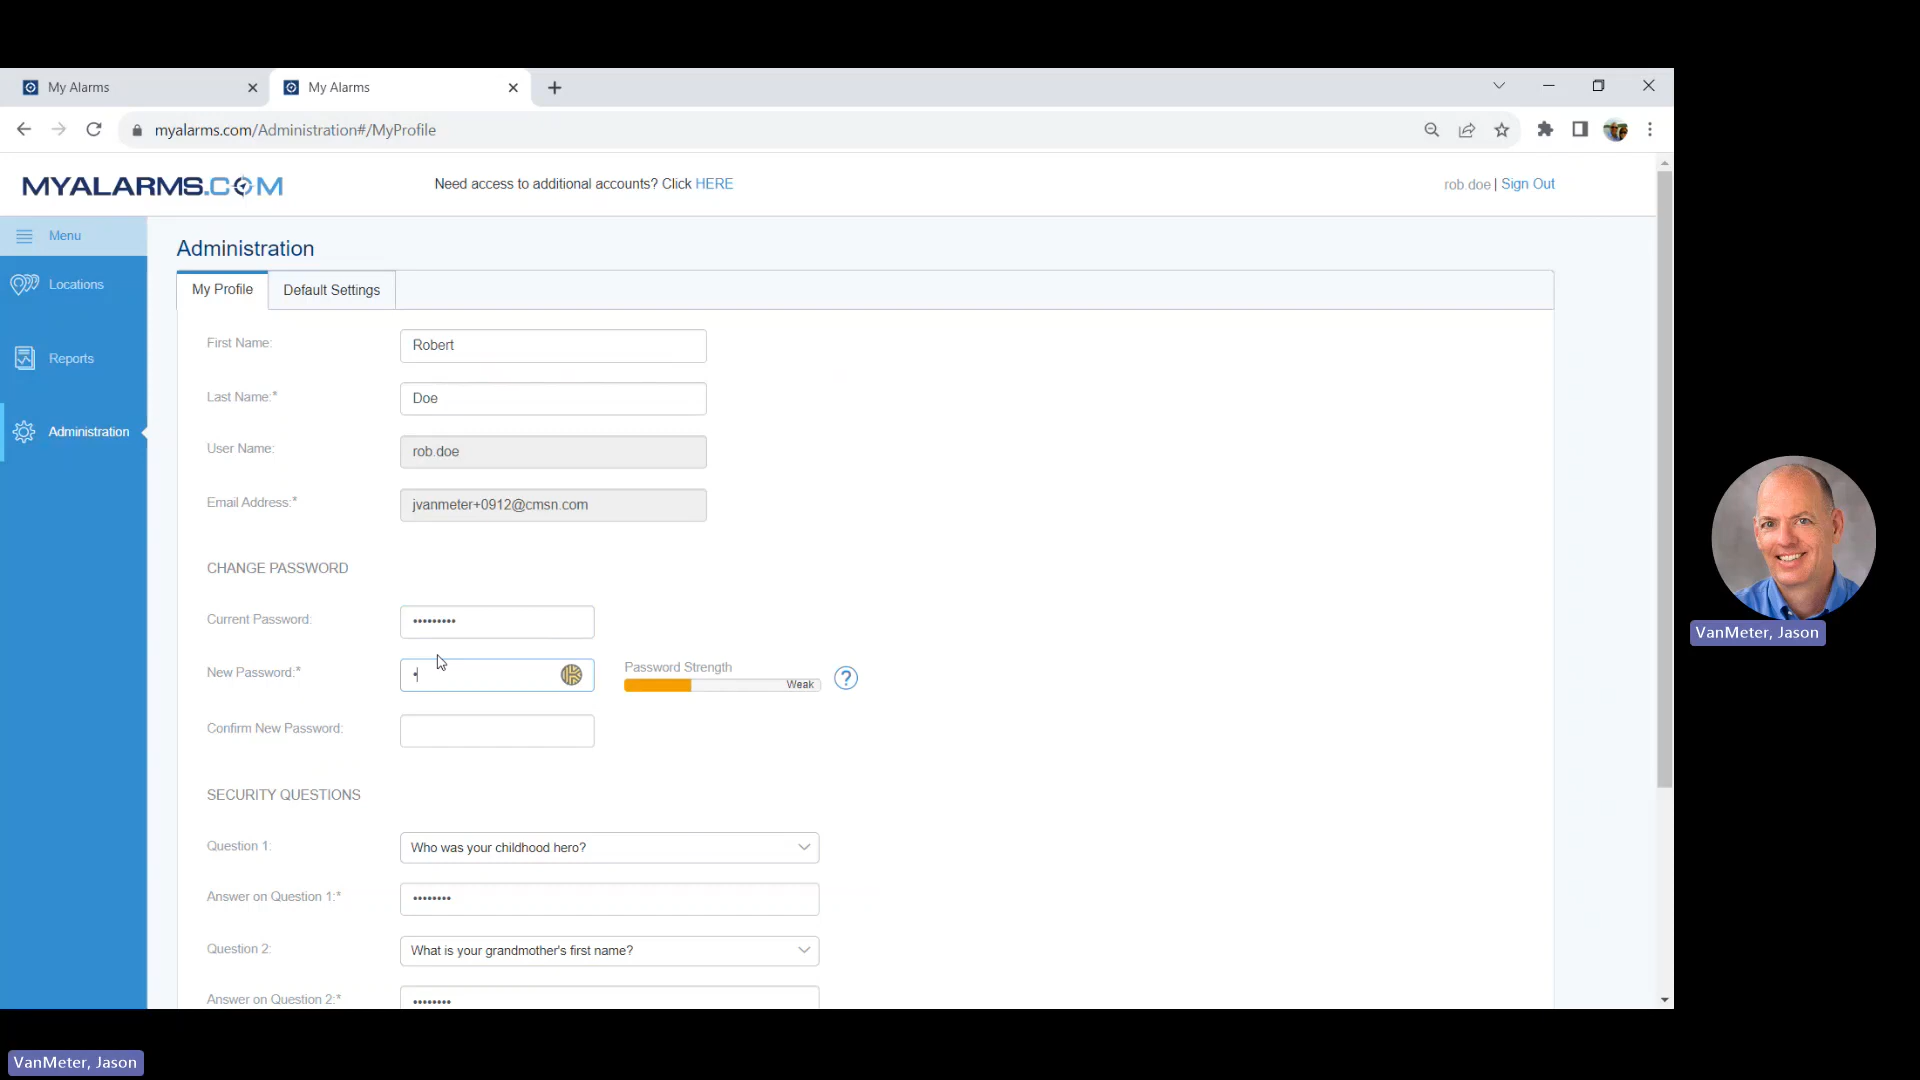 My Alarms
My Alarms
myalarms.com/Administration#/MyProfile
MYALARMS.COM
Need access to additional accounts? Click HERE
rob.doe | Sign Out
Menu
Locations
Reports
Administration
Administration
My Profile
Default Settings
First Name:
Robert
Last Name:*
Doe
User Name:
rob.doe
Email Address:*
jvanmeter+0912@cmsn.com
CHANGE PASSWORD
Current Password:
•••••••••
New Password:*
•
Password Strength
Weak
?
Confirm New Password:
SECURITY QUESTIONS
Question 1:
Who was your childhood hero?
Answer on Question 1:*
••••••••
Question 2:
What is your grandmother's first name?
Answer on Question 2:*
••••••••
VanMeter, Jason
VanMeter, Jason